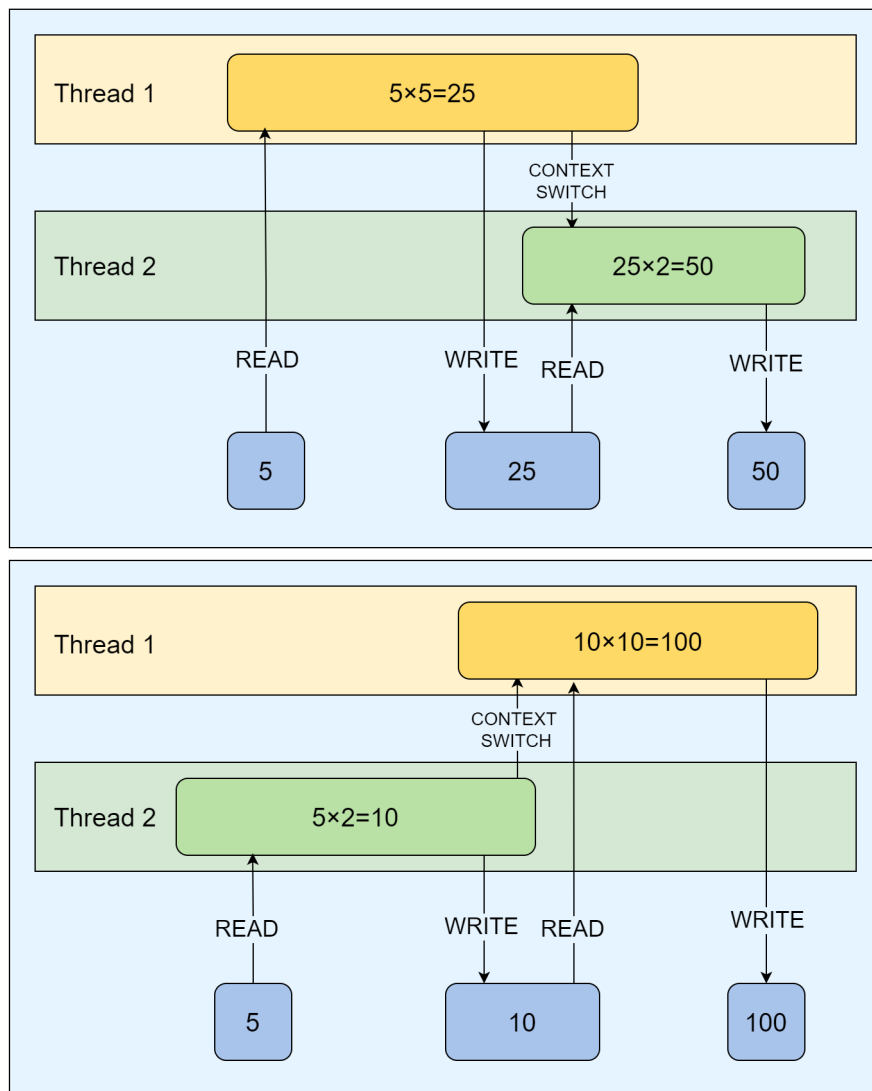 Thread 1
5×5=25
CONTEXT
SWITCH
Thread 2
25×2=50
READ
WRITE
READ
WRITE
5
25
50
Thread 1
10×10=100
CONTEXT
SWITCH
Thread 2
5×2=10
READ
WRITE
READ
WRITE
5
10
100